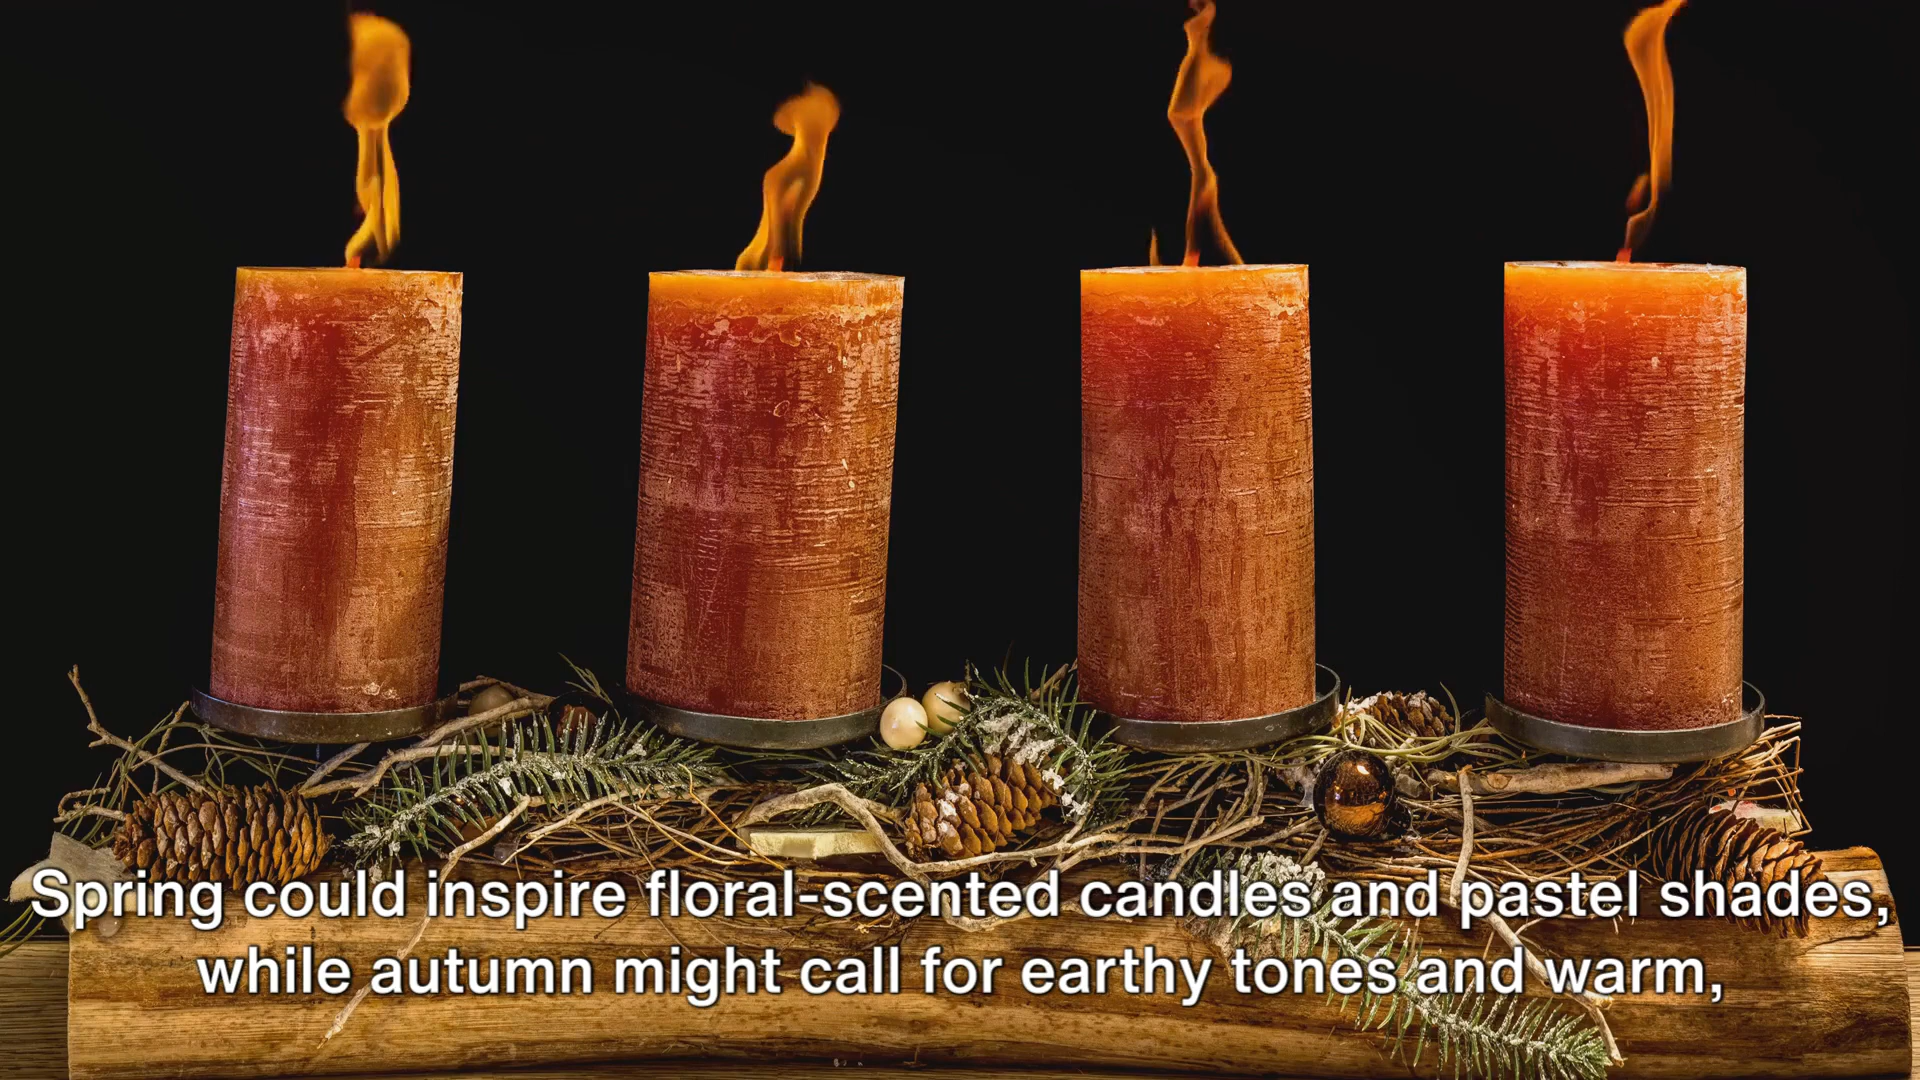 Spring could inspire floral-scented candles and pastel shades,
while autumn might call for earthy tones and warm,